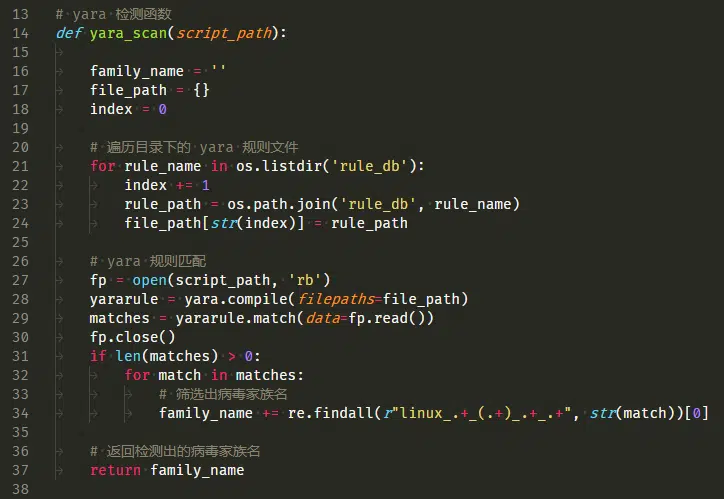 13 # yara 检测函数
14 def yara_scan(script_path):
15
16     family_name = ''
17     file_path = {}
18     index = 0
19
20     # 遍历目录下的 yara 规则文件
21     for rule_name in os.listdir('rule_db'):
22         index += 1
23         rule_path = os.path.join('rule_db', rule_name)
24         file_path[str(index)] = rule_path
25
26     # yara 规则匹配
27     fp = open(script_path, 'rb')
28     yararule = yara.compile(filepaths=file_path)
29     matches = yararule.match(data=fp.read())
30     fp.close()
31     if len(matches) > 0:
32         for match in matches:
33             # 筛选出病毒家族名
34             family_name += re.findall(r"linux_.+_(.+)_.+_.+", str(match))[0]
35
36     # 返回检测出的病毒家族名
37     return family_name
38